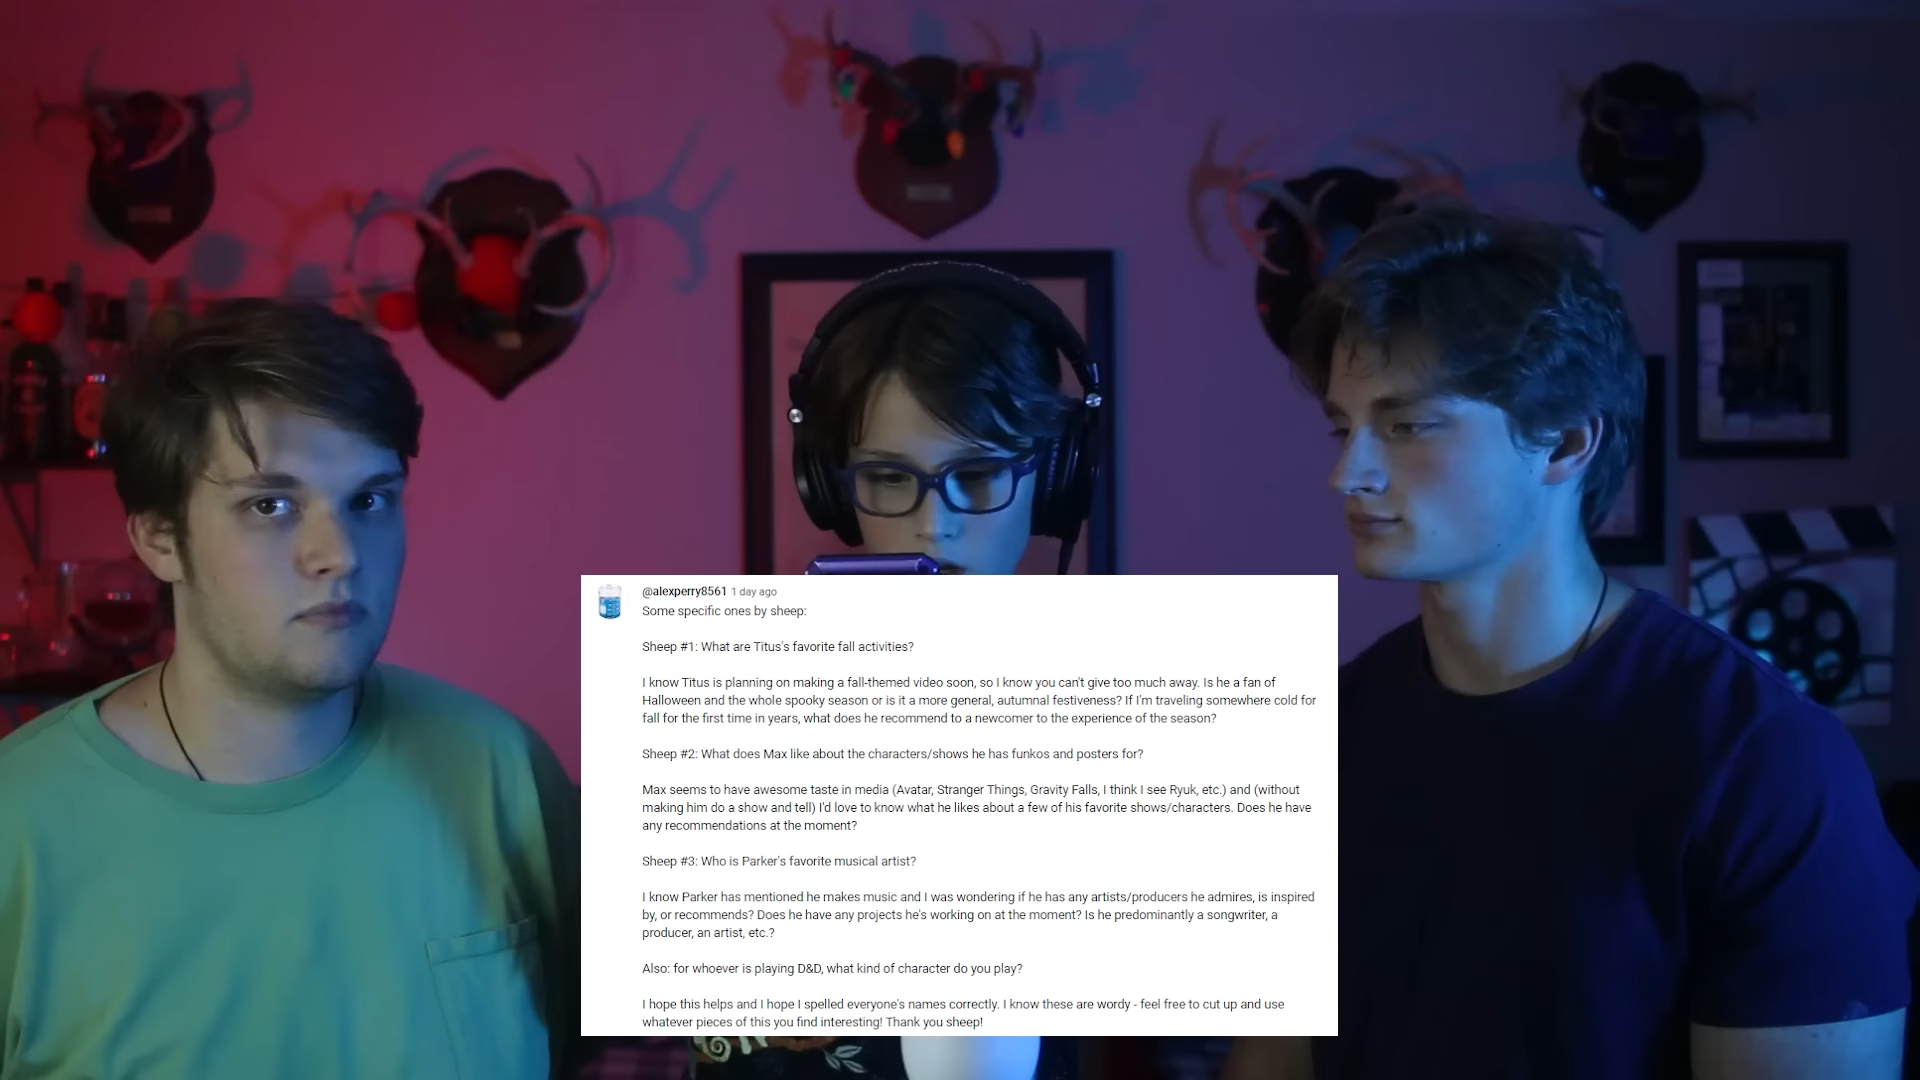 @alexperry8561 1 day ago
Some specific ones by sheep:
Sheep #1: What are Titus's favorite fall activities?
I know Titus is planning on making a fall-themed video soon, so I know you can't give too much away. Is he a fan of
Halloween and the whole spooky season or is it a more general, autumnal festiveness? If I'm traveling somewhere cold for
fall for the first time in years, what does he recommend to a newcomer to the experience of the season?
Sheep #2: What does Max like about the characters/shows he has funkos and posters for?
Max seems to have awesome taste in media (Avatar, Stranger Things, Gravity Falls, I think I see Ryuk, etc.) and (without
making him do a show and tell) I'd love to know what he likes about a few of his favorite shows/characters. Does he have
any recommendations at the moment?
Sheep #3: Who is Parker's favorite musical artist?
I know Parker has mentioned he makes music and I was wondering if he has any artists/producers he admires, is inspired
by, or recommends? Does he have any projects he's working on at the moment? Is he predominantly a songwriter, a
producer, an artist, etc.?
Also: for whoever is playing D&D, what kind of character do you play?
I hope this helps and I hope I spelled everyone's names correctly. I know these are wordy - feel free to cut up and use
whatever pieces of this you find interesting! Thank you sheep!